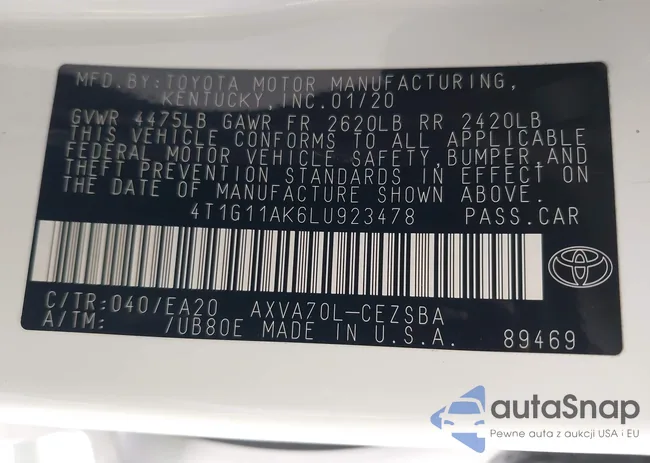 MFD.BY:TOYOTA MOTOR MANUFACTURING,
KENTUCKY,INC.01/20
GVWR 4475LB GAWR FR 2620LB RR 2420LB
THIS VEHICLE CONFORMS TO ALL APPLICABLE
FEDERAL MOTOR VEHICLE SAFETY,BUMPER,AND
THEFT PREVENTION STANDARDS IN EFFECT ON
THE DATE OF MANUFACTURE SHOWN ABOVE.
4T1G11AK6LU923478 PASS.CAR
C/TR:040/EA20 AXVA70L-CEZSBA
A/TM: /UB80E MADE IN U.S.A. 89469
autoSnap
Pewne auta z aukcji USA i EU